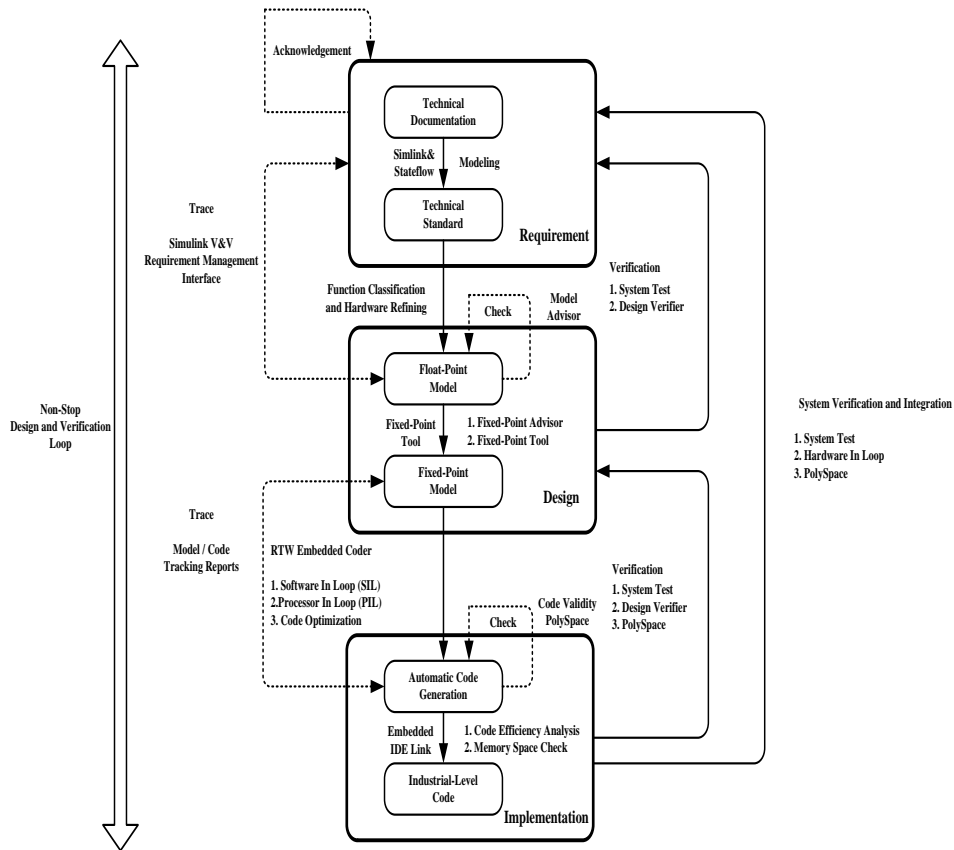 Acknowledgement
Technical
Documentation
Simlink&
Stateflow
Modeling
Technical
Standard
Requirement
Trace
Simulink V&V
Requirement Management
Interface
Function Classification
and Hardware Refining
Check
Model
Advisor
Verification
1. System Test
2. Design Verifier
Float-Point
Model
Fixed-Point
Tool
1. Fixed-Point Advisor
2. Fixed-Point Tool
Fixed-Point
Model
Design
Non-Stop
Design and Verification
Loop
System Verification and Integration
1. System Test
2. Hardware In Loop
3. PolySpace
Trace
Model / Code
Tracking Reports
RTW Embedded Coder
1. Software In Loop (SIL)
2.Processor In Loop (PIL)
3. Code Optimization
Check
Code Validity
PolySpace
Verification
1. System Test
2. Design Verifier
3. PolySpace
Automatic Code
Generation
Embedded
IDE Link
1. Code Efficiency Analysis
2. Memory Space Check
Industrial-Level
Code
Implementation